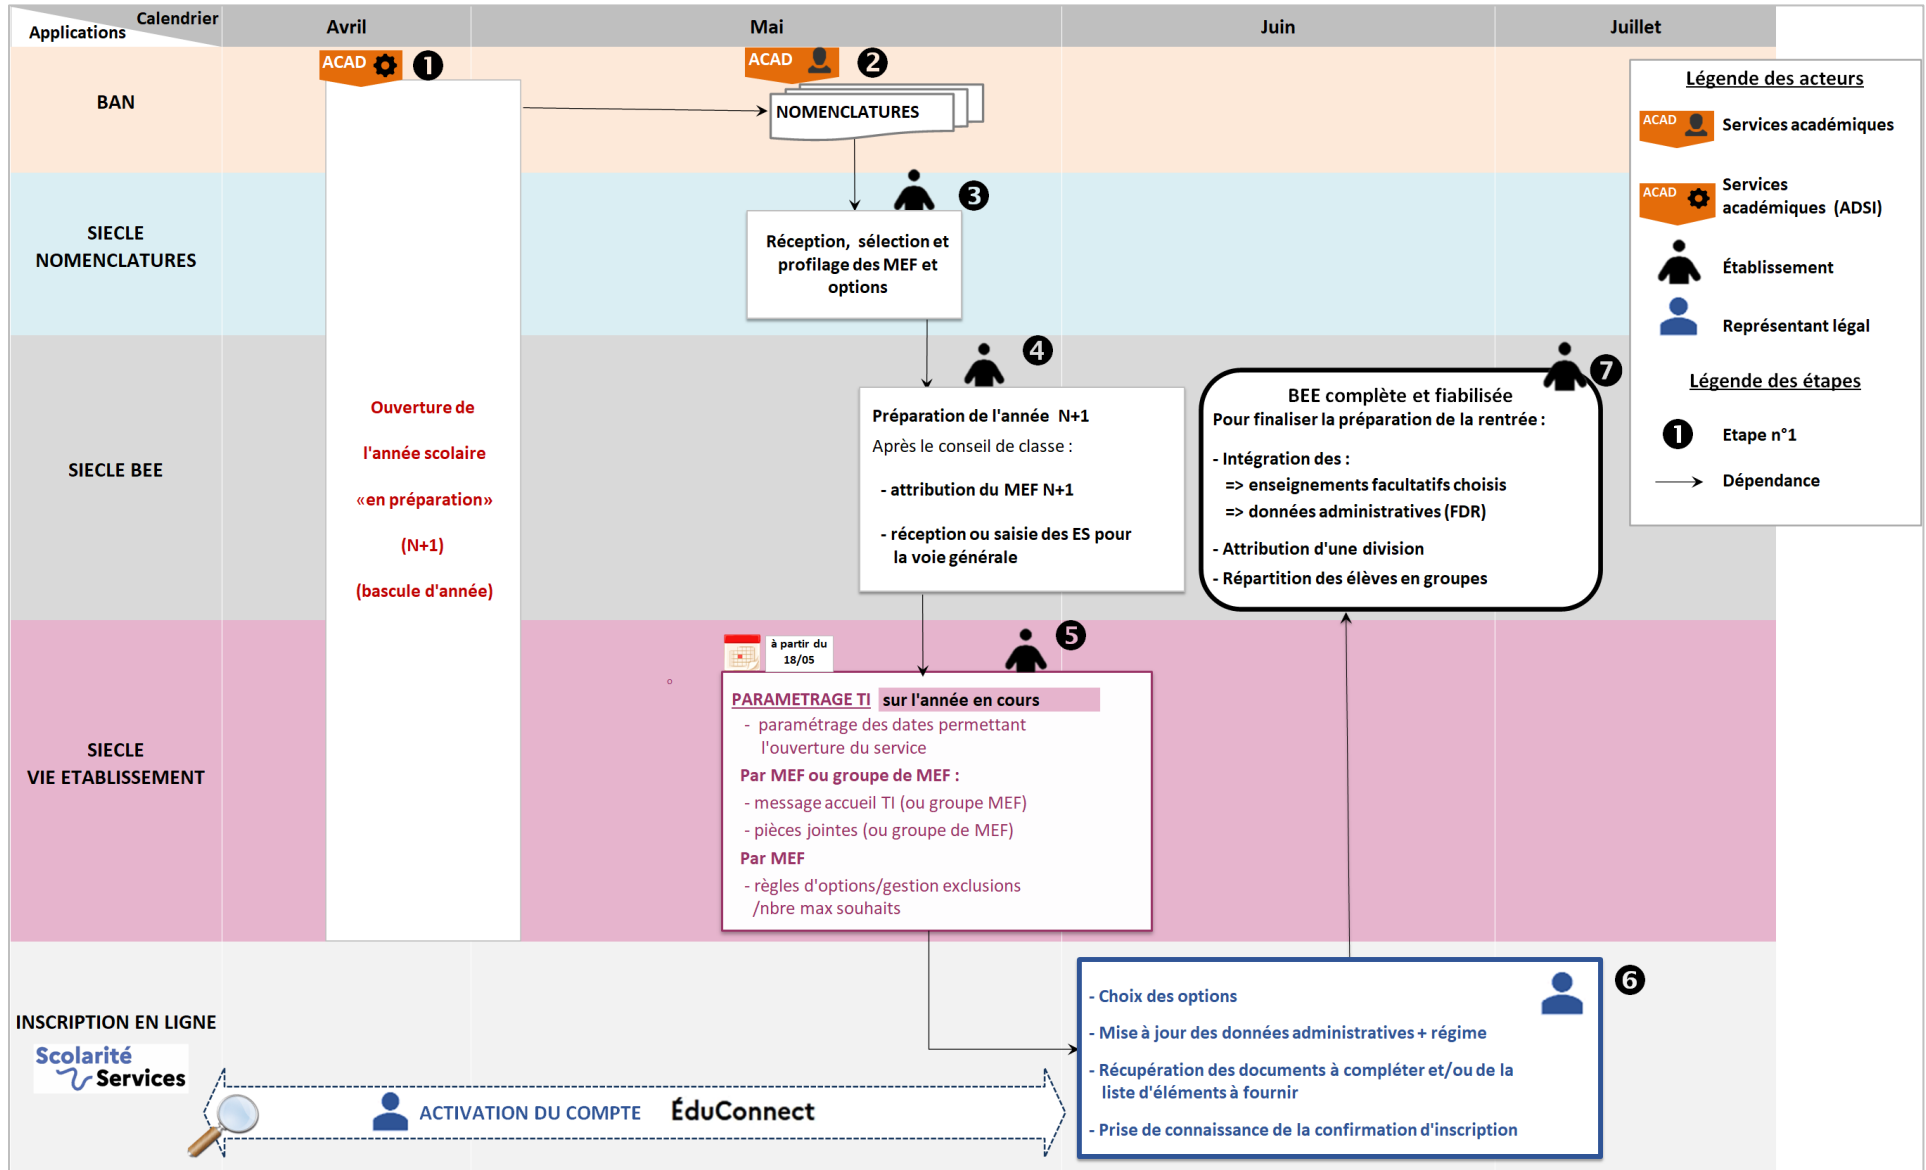 Calendrier
Applications
Avril
Mai
Juin
Juillet
BAN
ACAD
❶
ACAD
❷
NOMENCLATURES
SIECLE
NOMENCLATURES
❸
Réception, sélection et
profilage des MEF et
options
SIECLE BEE
Ouverture de
l'année scolaire
«en préparation»
(N+1)
(bascule d'année)
❹
Préparation de l'année N+1
Après le conseil de classe :
- attribution du MEF N+1
- réception ou saisie des ES pour
la voie générale
❼
BEE complète et fiabilisée
Pour finaliser la préparation de la rentrée :
- Intégration des :
=> enseignements facultatifs choisis
=> données administratives (FDR)
- Attribution d'une division
- Répartition des élèves en groupes
SIECLE
VIE ETABLISSEMENT
à partir du
18/05
❺
PARAMETRAGE TI sur l'année en cours
- paramétrage des dates permettant
l'ouverture du service
Par MEF ou groupe de MEF :
- message accueil TI (ou groupe MEF)
- pièces jointes (ou groupe de MEF)
Par MEF
- règles d'options/gestion exclusions
/nbre max souhaits
INSCRIPTION EN LIGNE
Scolarité
Services
ACTIVATION DU COMPTE ÉduConnect
❻
- Choix des options
- Mise à jour des données administratives + régime
- Récupération des documents à compléter et/ou de la
liste d'éléments à fournir
- Prise de connaissance de la confirmation d'inscription
Légende des acteurs
ACAD
Services académiques
ACAD
Services
académiques (ADSI)
Établissement
Représentant légal
Légende des étapes
❶
Etape n°1
Dépendance